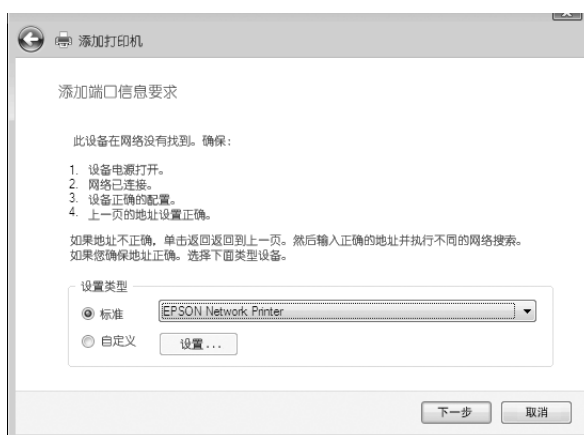 添加打印机
添加端口信息要求
此设备在网络没有找到。确保:
1. 设备电源打开。
2. 网络已连接。
3. 设备正确的配置。
4. 上一页的地址设置正确。
如果地址不正确，单击返回返回到上一页。然后输入正确的地址并执行不同的网络搜索。
如果您确保地址正确。选择下面类型设备。
设置类型
标准 EPSON Network Printer
自定义 设置...
下一步 取消